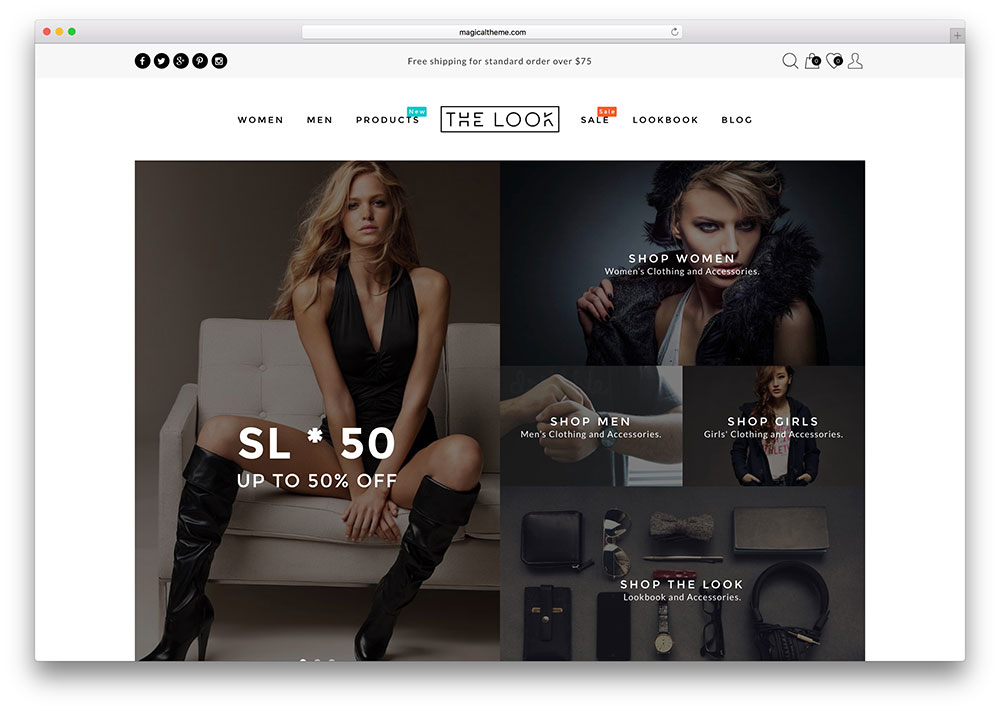 magicaltheme.com
Free shipping for standard order over $75
0
0
WOMEN
MEN
PRODUCTS
New
THE LOOK
SALE
Sale
LOOKBOOK
BLOG
SL * 50
UP TO 50% OFF
SHOP WOMEN
Women's Clothing and Accessories.
SHOP MEN
Men's Clothing and Accessories.
SHOP GIRLS
Girls' Clothing and Accessories.
SHOP THE LOOK
Lookbook and Accessories.